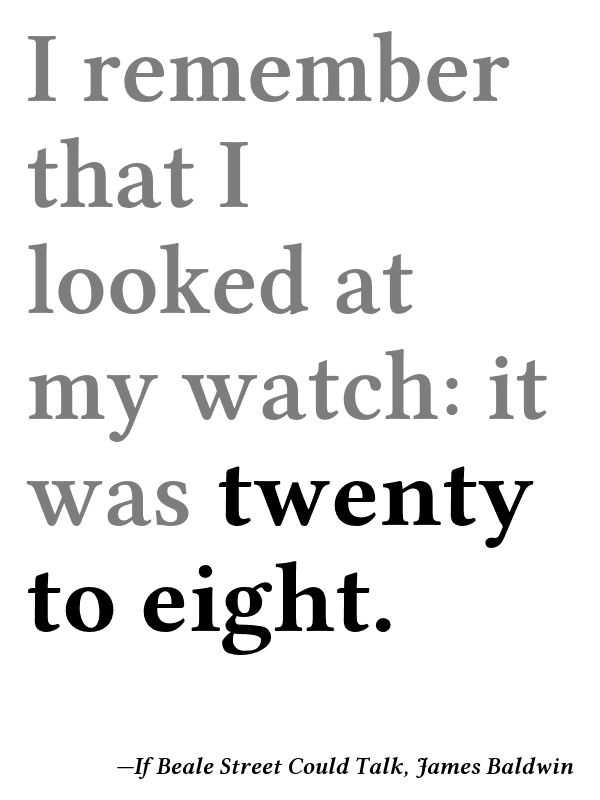 I remember
that I
looked at
my watch: it
was twenty
to eight.
—If Beale Street Could Talk, James Baldwin